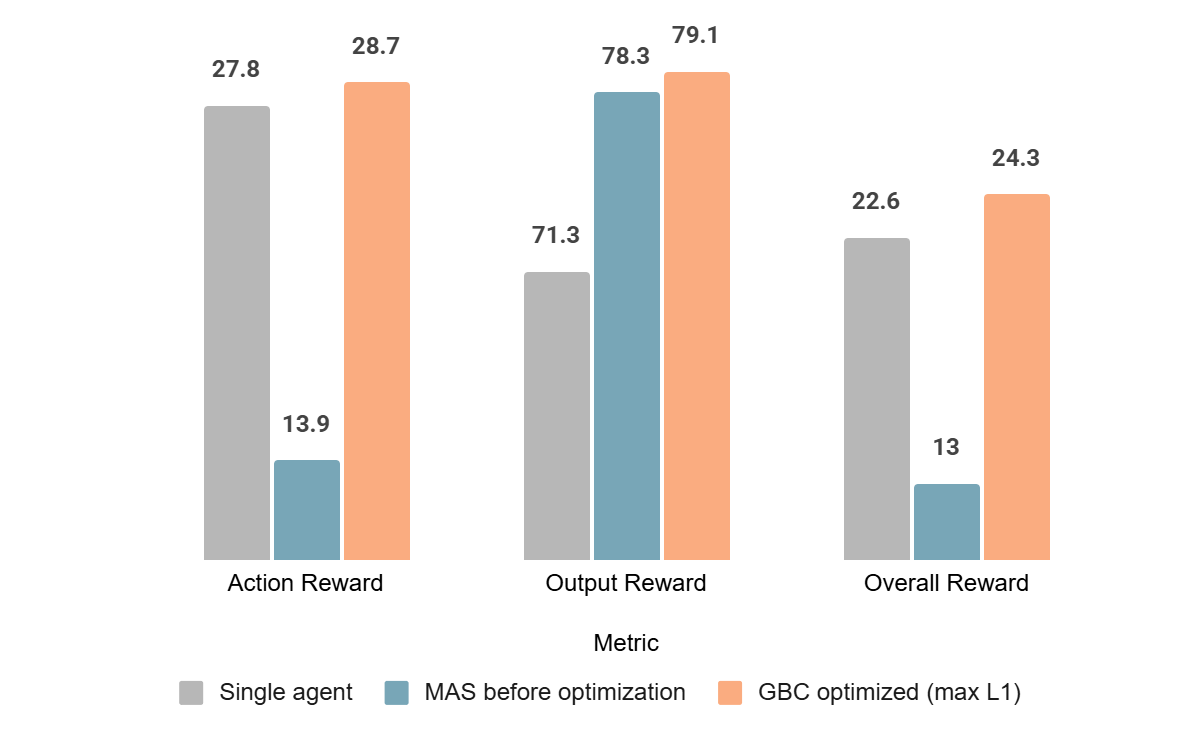 27.8
13.9
28.7
71.3
78.3
79.1
22.6
13
24.3
Action Reward
Output Reward
Overall Reward
Metric
Single agent
MAS before optimization
GBC optimized (max L1)